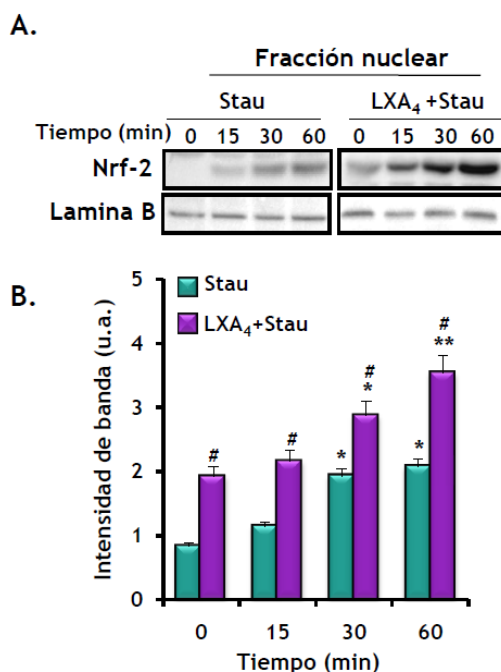 A.
Fracción nuclear
Stau LXA4 +Stau
Tiempo (min) 0 15 30 60 0 15 30 60
Nrf-2
Lamina B
B.
Stau
LXA4+Stau
Intensidad de banda (u.a.)
5
4
3
2
1
0
# # # * # **
* *
0 15 30 60
Tiempo (min)